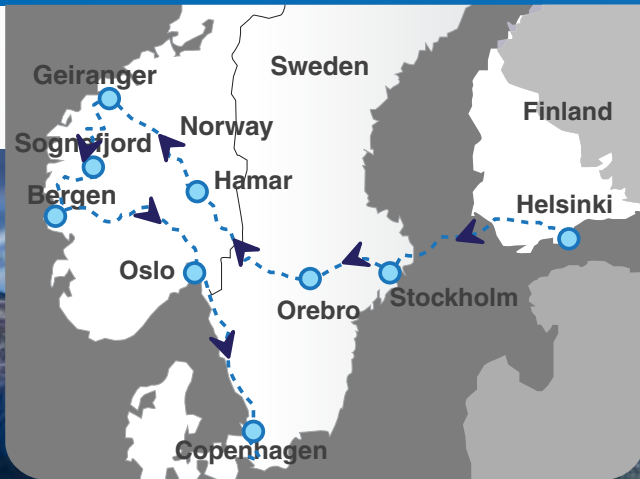 Geiranger
Sweden
Finland
Norway
Sognefjord
Hamar
Bergen
Helsinki
Oslo
Orebro
Stockholm
Copenhagen